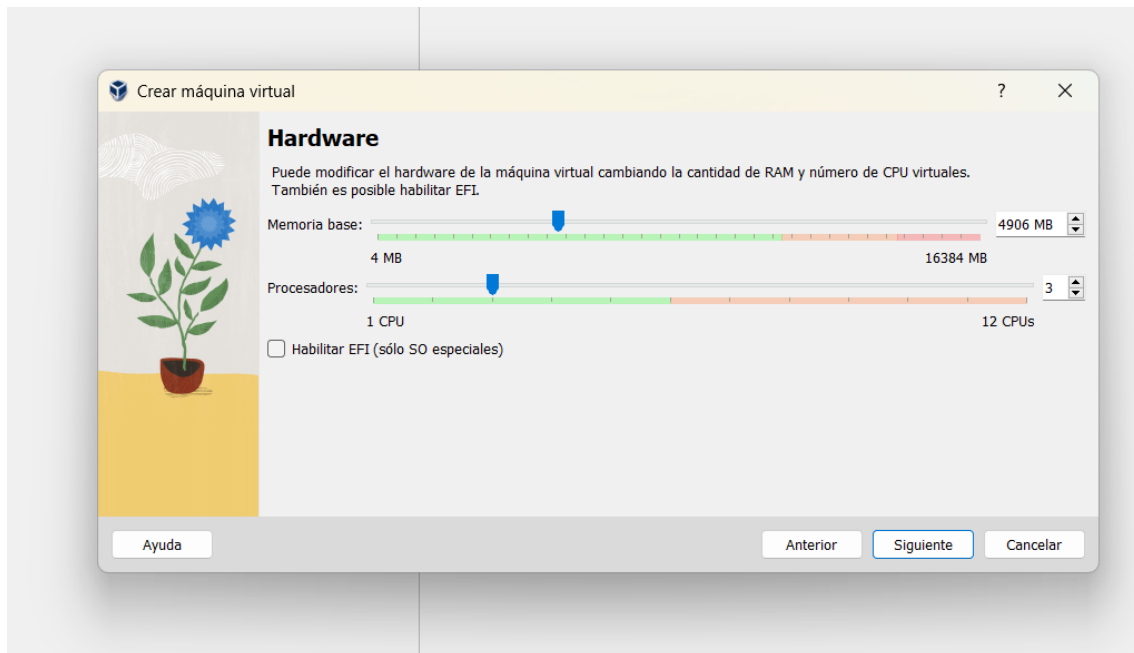 Crear máquina virtual
?
Hardware
Puede modificar el hardware de la máquina virtual cambiando la cantidad de RAM y número de CPU virtuales.
También es posible habilitar EFI.
Memoria base:
4906 MB
4 MB
16384 MB
Procesadores:
3
1 CPU
12 CPUs
Habilitar EFI (sólo SO especiales)
Ayuda
Anterior
Siguiente
Cancelar